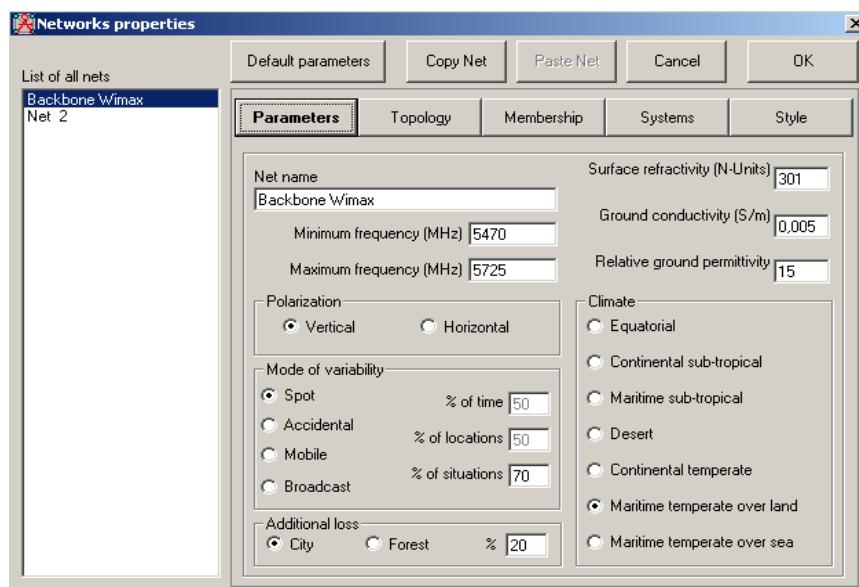 Networks properties
Default parameters
Copy Net
Paste Net
Cancel
OK
List of all nets
Backbone Wimax
Net 2
Parameters
Topology
Membership
Systems
Style
Net name
Backbone Wimax
Minimum frequency (MHz) 5470
Maximum frequency (MHz) 5725
Surface refractivity (N-Units) 301
Ground conductivity (S/m) 0,005
Relative ground permittivity 15
Polarization
Vertical
Horizontal
Mode of variability
Spot
Accidental
Mobile
Broadcast
% of time 50
% of locations 50
% of situations 70
Additional loss
City
Forest
% 20
Climate
Equatorial
Continental sub-tropical
Maritime sub-tropical
Desert
Continental temperate
Maritime temperate over land
Maritime temperate over sea